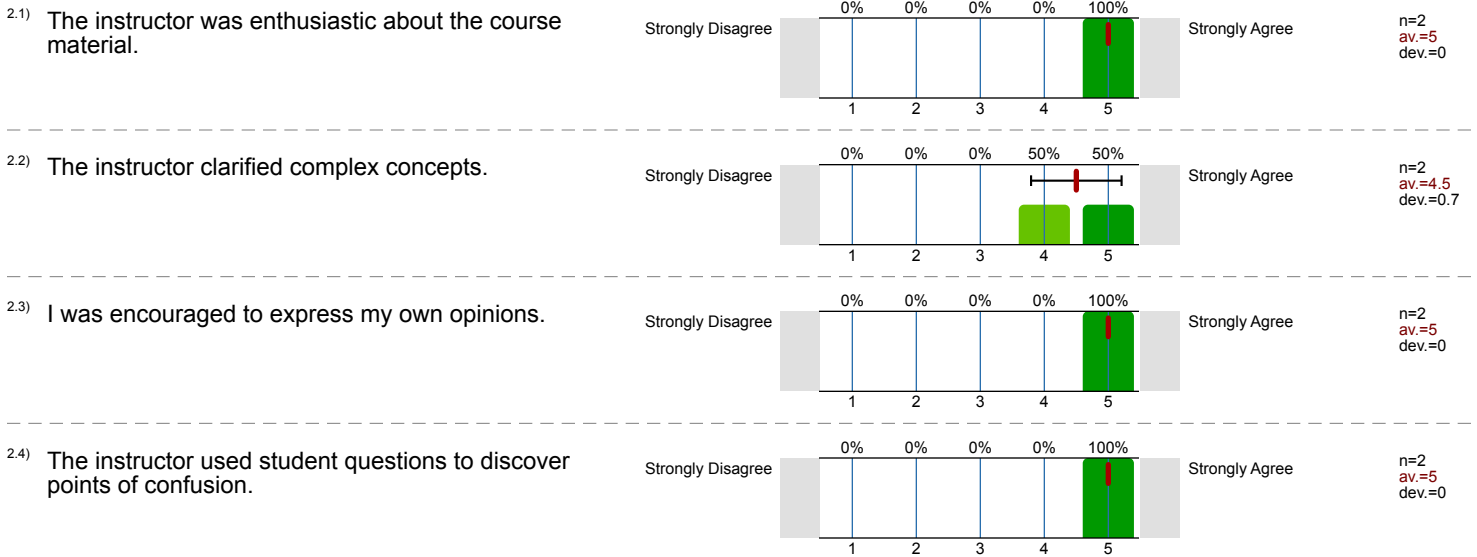 2.1) The instructor was enthusiastic about the course
material.
Strongly Disagree
0% 0% 0% 0% 100%
1 2 3 4 5
Strongly Agree
n=2
av.=5
dev.=0
2.2) The instructor clarified complex concepts.
Strongly Disagree
0% 0% 0% 50% 50%
1 2 3 4 5
Strongly Agree
n=2
av.=4.5
dev.=0.7
2.3) I was encouraged to express my own opinions.
Strongly Disagree
0% 0% 0% 0% 100%
1 2 3 4 5
Strongly Agree
n=2
av.=5
dev.=0
2.4) The instructor used student questions to discover
points of confusion.
Strongly Disagree
0% 0% 0% 0% 100%
1 2 3 4 5
Strongly Agree
n=2
av.=5
dev.=0